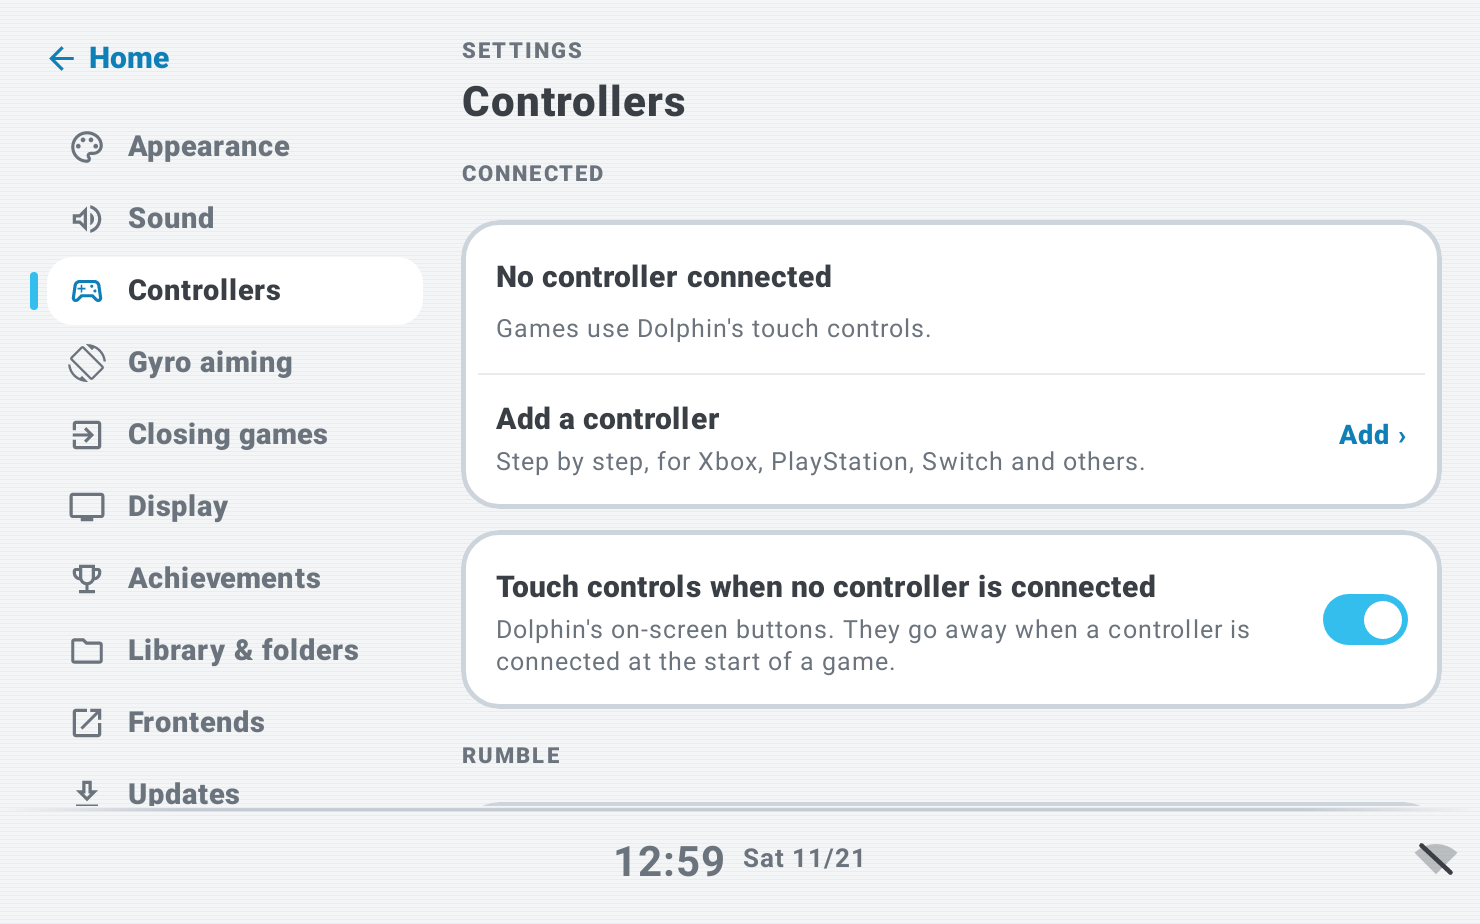 Home
Appearance
Sound
Controllers
Gyro aiming
Closing games
Display
Achievements
Library & folders
Frontends
Updates
SETTINGS
Controllers
CONNECTED
No controller connected
Games use Dolphin's touch controls.
Add a controller
Step by step, for Xbox, PlayStation, Switch and others.
Add ›
Touch controls when no controller is connected
Dolphin's on-screen buttons. They go away when a controller is
connected at the start of a game.
RUMBLE
12:59 Sat 11/21